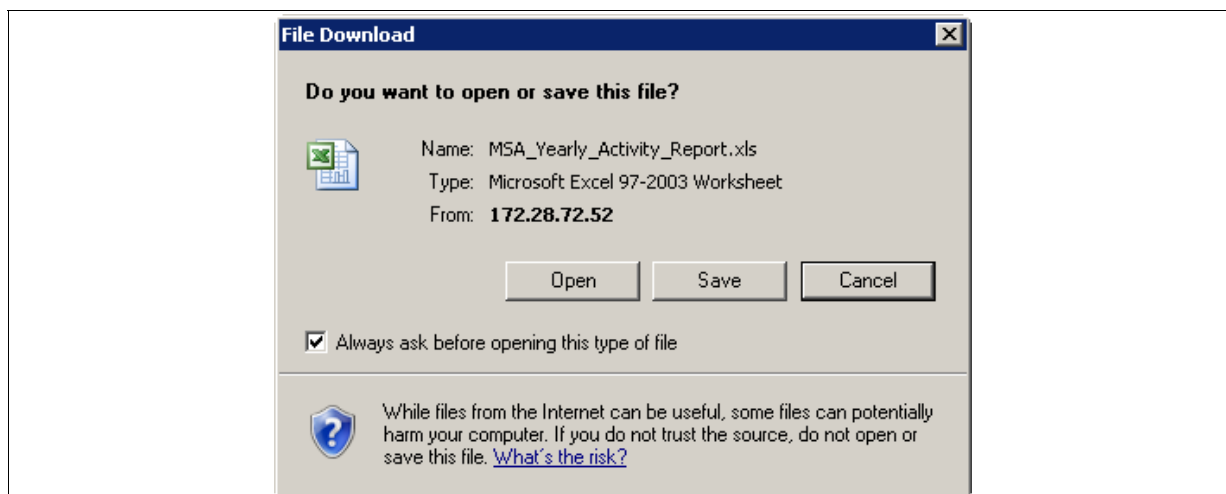 File Download
Do you want to open or save this file?
Name: MSA_Yearly_Activity_Report.xls
Type: Microsoft Excel 97-2003 Worksheet
From: 172.28.72.52
Open Save Cancel
Always ask before opening this type of file
While files from the Internet can be useful, some files can potentially
harm your computer. If you do not trust the source, do not open or
save this file. What's the risk?